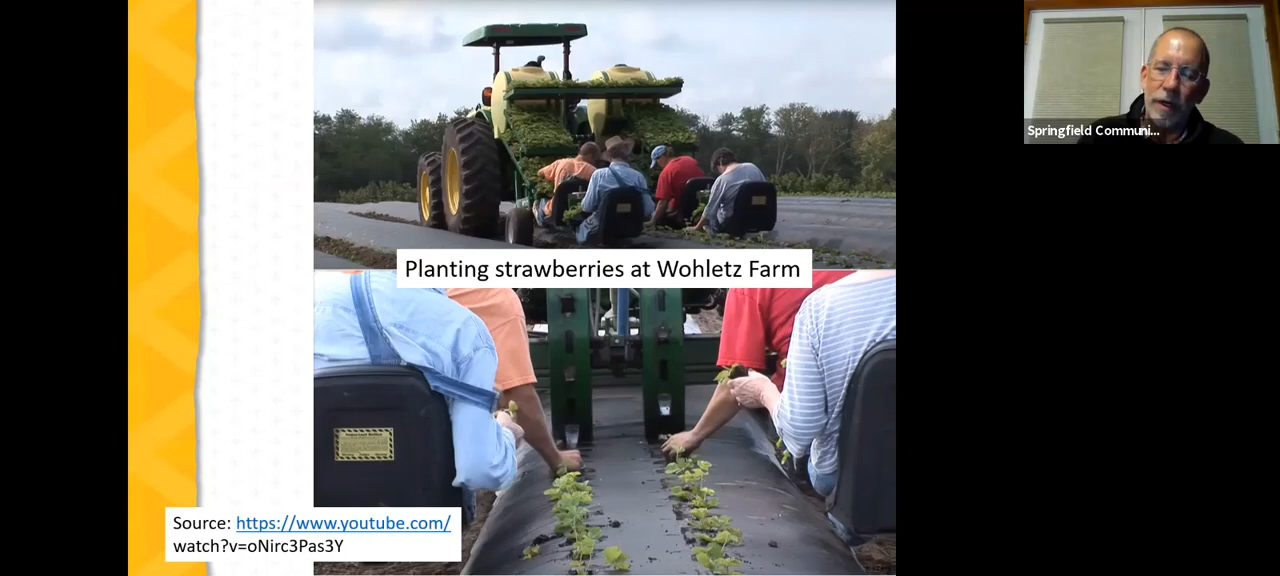 Springfield Communi...
Planting strawberries at Wohletz Farm
Source: https://www.youtube.com/
watch?v=oNirc3Pas3Y